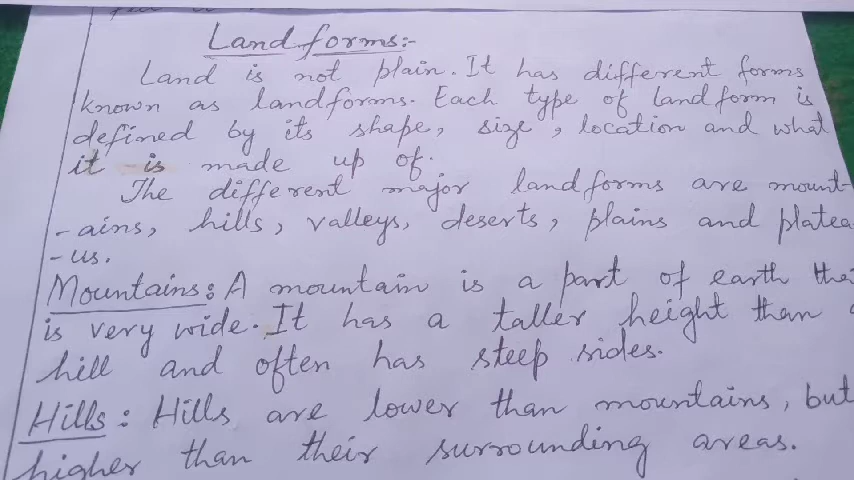 Landforms:-
Land is not plain. It has different forms
known as landforms. Each type of landform is
defined by its shape, size, location and what
it is made up of.
The different major landforms are mount-
-ains, hills, valleys, deserts, plains and platea
-us.
Mountains: A mountain is a part of earth tha
is very wide. It has a taller height than a
hill and often has steep sides.
Hills: Hills are lower than mountains, but
higher than their surrounding areas.